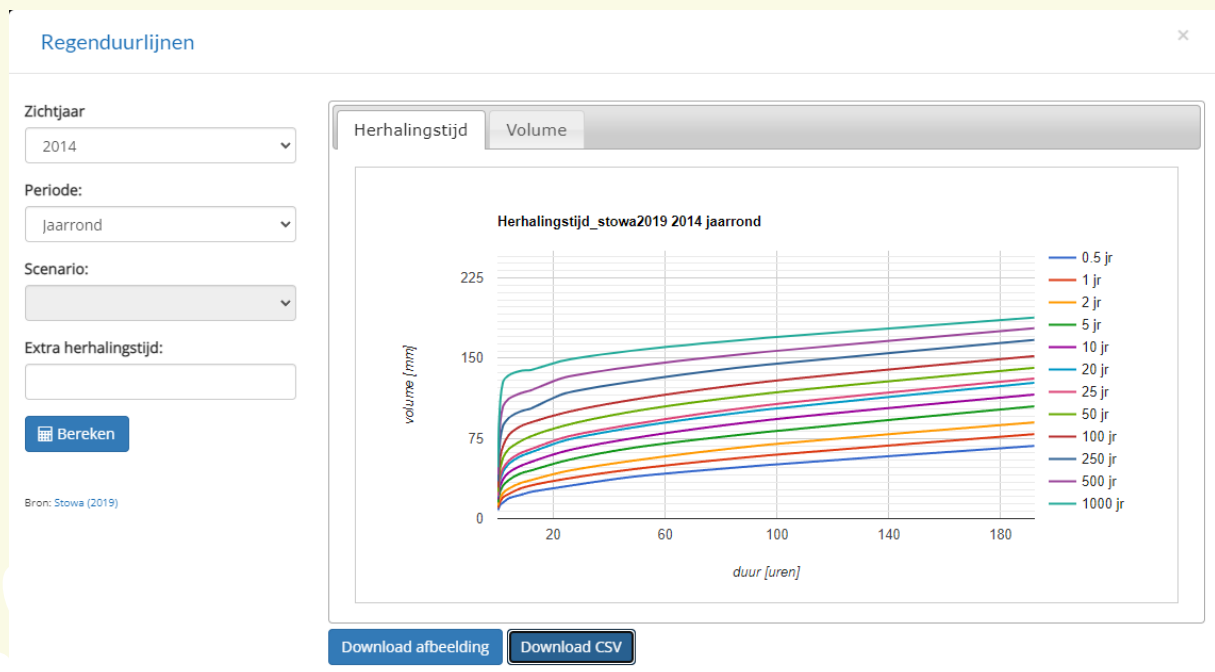 Regenduurlijnen
×
Zichtjaar
2014
Periode:
Jaarrond
Scenario:
Extra herhalingstijd:
Bereken
Bron: Stowa (2019)
Herhalingstijd
Volume
Herhalingstijd_stowa2019 2014 jaarrond
volume [mm]
225
150
75
0
20
60
100
140
180
duur [uren]
0.5 jr
1 jr
2 jr
5 jr
10 jr
20 jr
25 jr
50 jr
100 jr
250 jr
500 jr
1000 jr
Download afbeelding
Download CSV